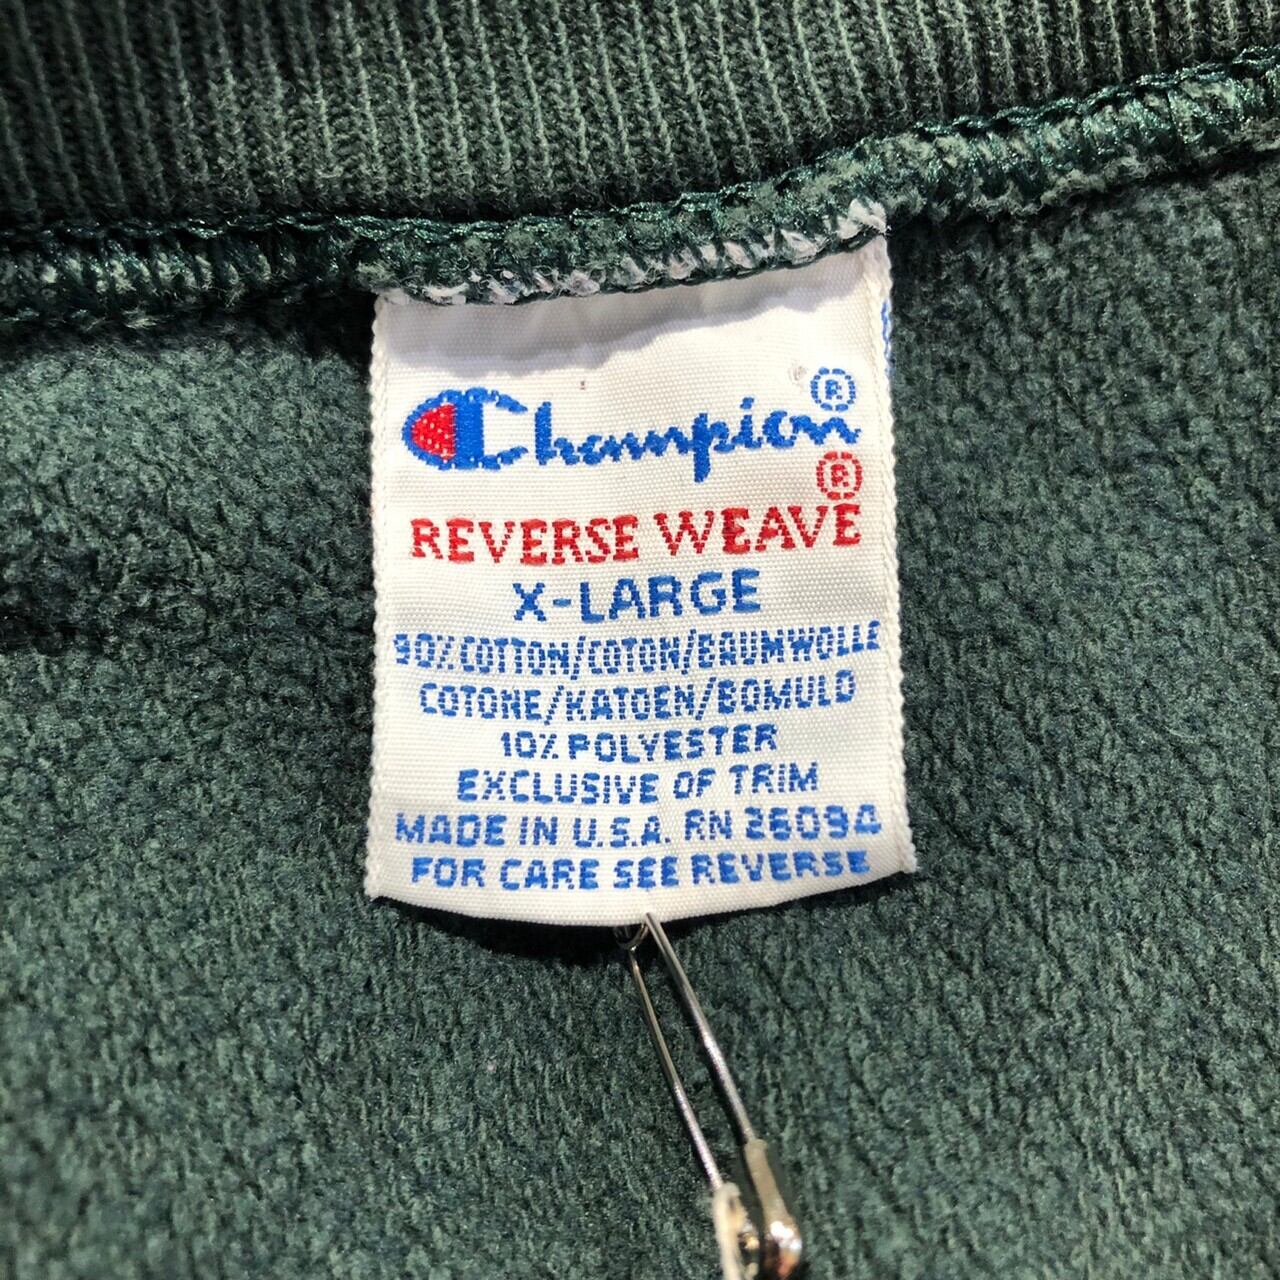 Champion®
REVERSE WEAVE®
X-LARGE
90% COTTON/COTON/BAUMWOLLE
COTONE/KATOEN/BOMULD
10% POLYESTER
EXCLUSIVE OF TRIM
MADE IN U.S.A. RN 26094
FOR CARE SEE REVERSE